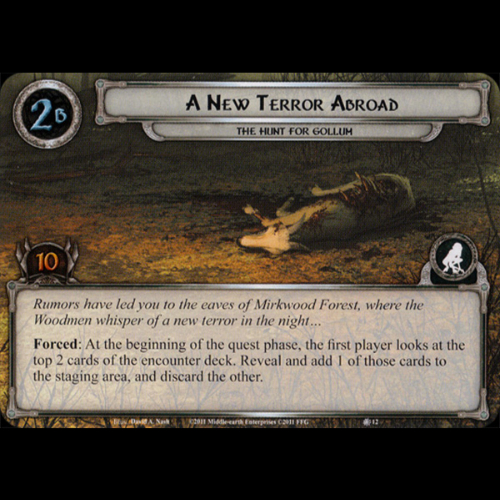 2B
A New Terror Abroad
The Hunt for Gollum
10
Rumors have led you to the eaves of Mirkwood Forest, where the
Woodmen whisper of a new terror in the night…
Forced: At the beginning of the quest phase, the first player looks at the
top 2 cards of the encounter deck. Reveal and add 1 of those cards to
the staging area, and discard the other.
Illus. David A. Nash ©2011 Middle-earth Enterprises ©2011 FFG 12